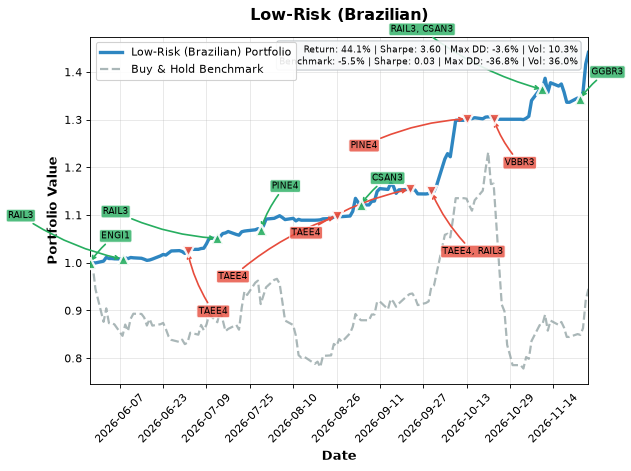 Low-Risk (Brazilian)
RAIL3, CSAN3
Low-Risk (Brazilian) Portfolio
Buy & Hold Benchmark
Return: 44.1% | Sharpe: 3.60 | Max DD: -3.6% | Vol: 10.3%
Benchmark: -5.5% | Sharpe: 0.03 | Max DD: -36.8% | Vol: 36.0%
GGBR3
PINE4
VBBR3
CSAN3
PINE4
RAIL3
RAIL3
ENGI1
TAEE4
TAEE4, RAIL3
TAEE4
TAEE4
1.4
1.3
1.2
1.1
1.0
0.9
0.8
Portfolio Value
2026-06-07
2026-06-23
2026-07-09
2026-07-25
2026-08-10
2026-08-26
2026-09-11
2026-09-27
2026-10-13
2026-10-29
2026-11-14
Date